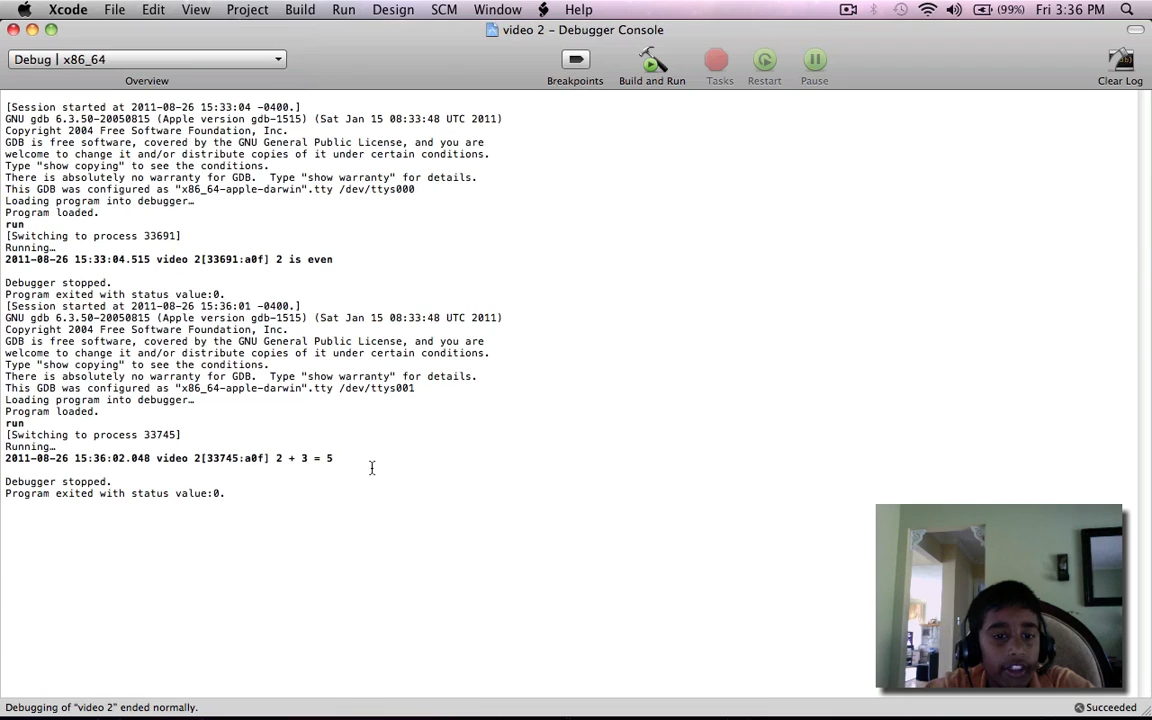 Xcode File Edit View Project Build Run Design SCM Window Help (99%) Fri 3:36 PM
video 2 – Debugger Console
Debug | x86_64
Overview Breakpoints Build and Run Tasks Restart Pause Clear Log
[Session started at 2011-08-26 15:33:04 -0400.]
GNU gdb 6.3.50-20050815 (Apple version gdb-1515) (Sat Jan 15 08:33:48 UTC 2011)
Copyright 2004 Free Software Foundation, Inc.
GDB is free software, covered by the GNU General Public License, and you are
welcome to change it and/or distribute copies of it under certain conditions.
Type "show copying" to see the conditions.
There is absolutely no warranty for GDB.  Type "show warranty" for details.
This GDB was configured as "x86_64-apple-darwin".tty /dev/ttys000
Loading program into debugger…
Program loaded.
run
[Switching to process 33691]
Running…
2011-08-26 15:33:04.515 video 2[33691:a0f] 2 is even
Debugger stopped.
Program exited with status value:0.
[Session started at 2011-08-26 15:36:01 -0400.]
GNU gdb 6.3.50-20050815 (Apple version gdb-1515) (Sat Jan 15 08:33:48 UTC 2011)
Copyright 2004 Free Software Foundation, Inc.
GDB is free software, covered by the GNU General Public License, and you are
welcome to change it and/or distribute copies of it under certain conditions.
Type "show copying" to see the conditions.
There is absolutely no warranty for GDB.  Type "show warranty" for details.
This GDB was configured as "x86_64-apple-darwin".tty /dev/ttys001
Loading program into debugger…
Program loaded.
run
[Switching to process 33745]
Running…
2011-08-26 15:36:02.048 video 2[33745:a0f] 2 + 3 = 5
Debugger stopped.
Program exited with status value:0.
Debugging of "video 2" ended normally. Succeeded